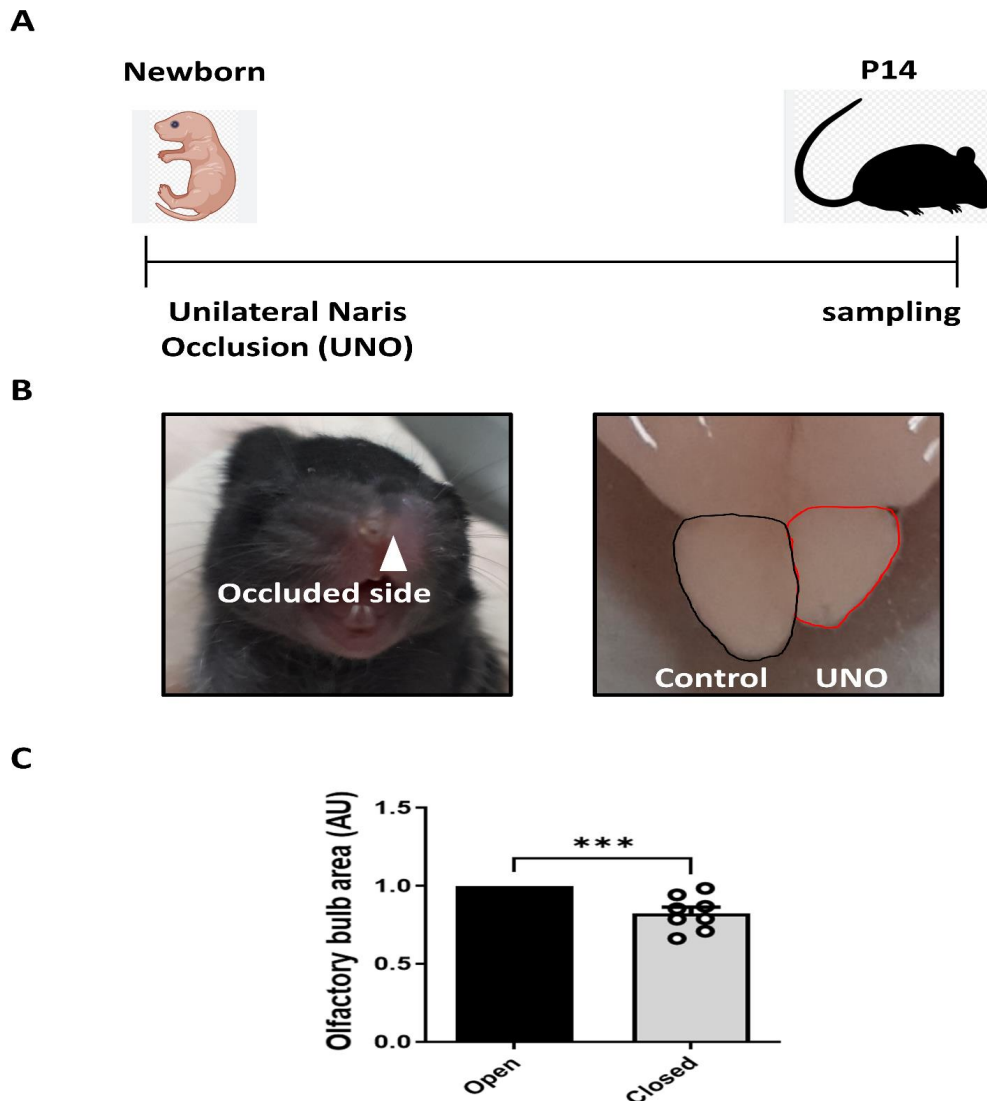 A
Newborn
P14
Unilateral Naris
Occlusion (UNO)
sampling
B
Occluded side
Control
UNO
C
Olfactory bulb area (AU)
1.5
1.0
0.5
0.0
***
Open
Closed